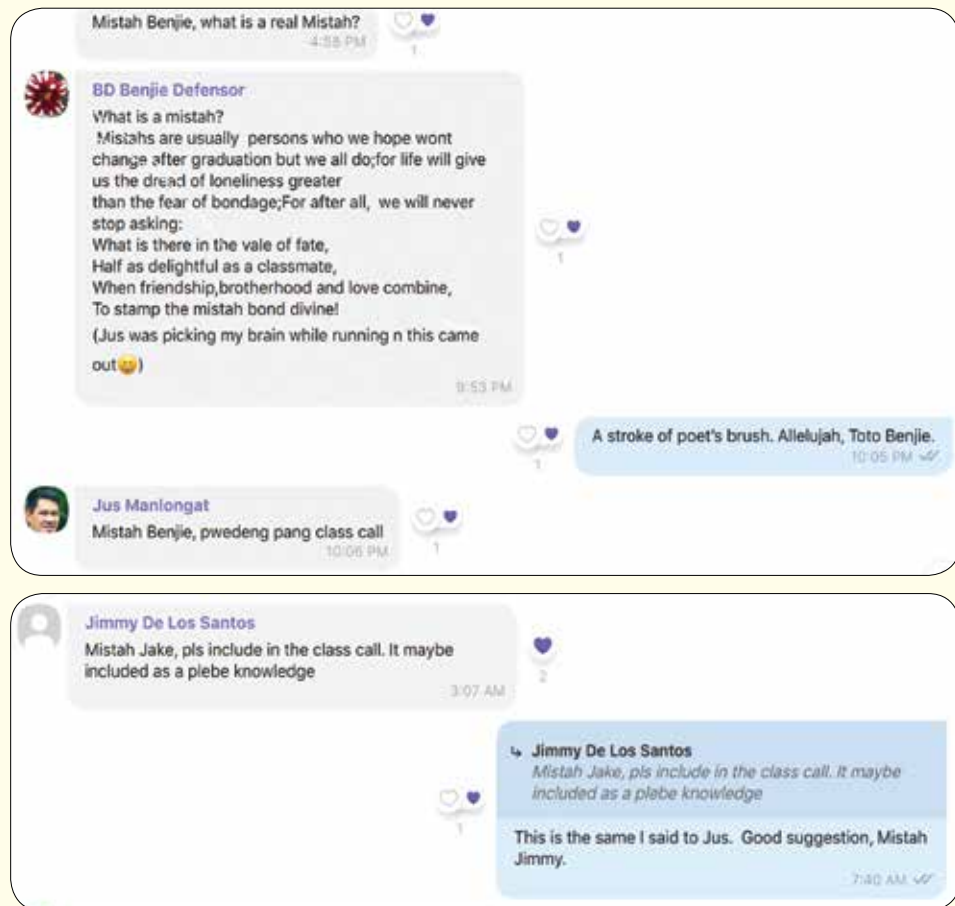 Mistah Benjie, what is a real Mistah?
4:58 PM
1
BD Benjie Defensor
What is a mistah?
Mistahs are usually persons who we hope wont
change after graduation but we all do;for life will give
us the dread of loneliness greater
than the fear of bondage;For after all, we will never
stop asking:
What is there in the vale of fate,
Half as delightful as a classmate,
When friendship,brotherhood and love combine,
To stamp the mistah bond divine!
(Jus was picking my brain while running n this came
out😄)
9:53 PM
1
A stroke of poet's brush. Allelujah, Toto Benjie.
10:05 PM
1
Jus Manlongat
Mistah Benjie, pwedeng pang class call
10:06 PM
1
Jimmy De Los Santos
Mistah Jake, pls include in the class call. It maybe
included as a plebe knowledge
3:07 AM
2
Jimmy De Los Santos
Mistah Jake, pls include in the class call. It maybe
included as a plebe knowledge
This is the same I said to Jus. Good suggestion, Mistah
Jimmy.
7:40 AM
1